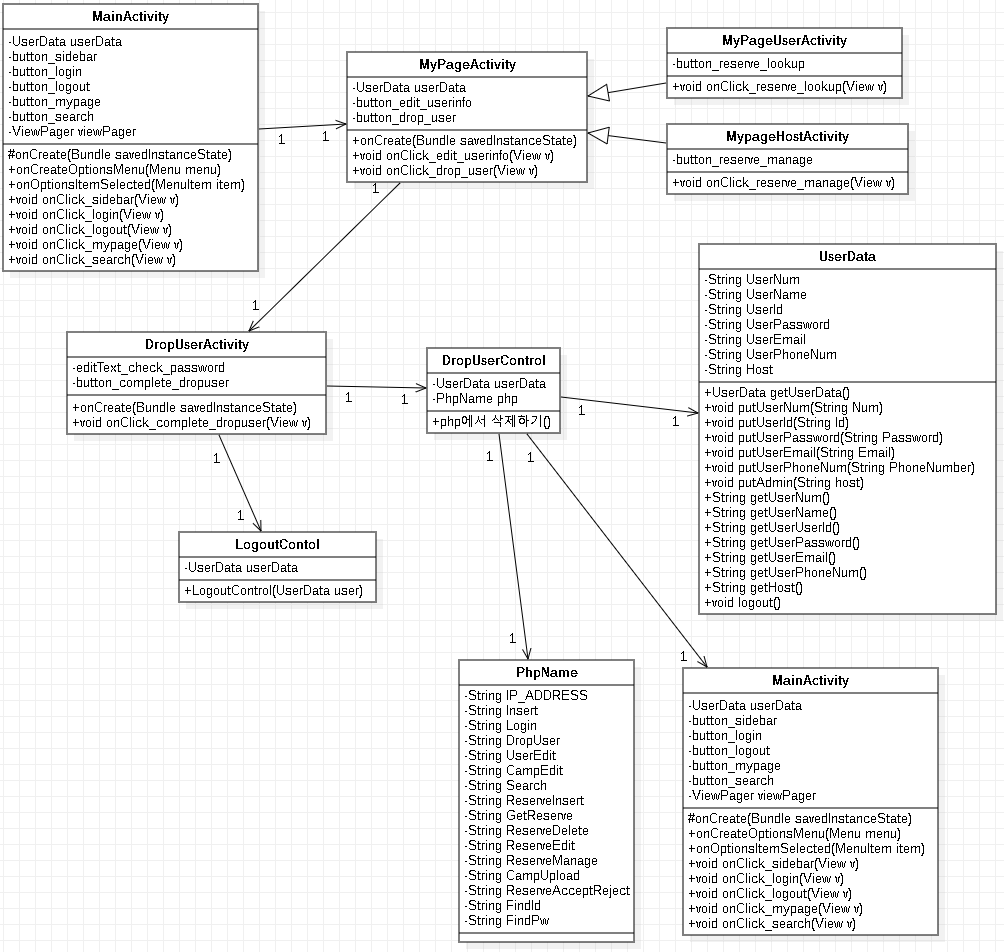 MainActivity
-UserData userData
-button_sidebar
-button_login
-button_logout
-button_mypage
-button_search
-ViewPager viewPager
#onCreate(Bundle savedInstanceState)
+onCreateOptionsMenu(Menu menu)
+onOptionsItemSelected(MenuItem item)
+void onClick_sidebar(View v)
+void onClick_login(View v)
+void onClick_logout(View v)
+void onClick_mypage(View v)
+void onClick_search(View v)
1
1
MyPageActivity
-UserData userData
-button_edit_userinfo
-button_drop_user
+onCreate(Bundle savedInstanceState)
+void onClick_edit_userinfo(View v)
+void onClick_drop_user(View v)
MyPageUserActivity
-button_reserve_lookup
+void onClick_reserve_lookup(View v)
MypageHostActivity
-button_reserve_manage
+void onClick_reserve_manage(View v)
1
1
DropUserActivity
-editText_check_password
-button_complete_dropuser
+onCreate(Bundle savedInstanceState)
+void onClick_complete_dropuser(View v)
1
1
DropUserControl
-UserData userData
-PhpName php
+php에서 삭제하기()
1
1
UserData
-String UserNum
-String UserName
-String UserId
-String UserPassword
-String UserEmail
-String UserPhoneNum
-String Host
+UserData getUserData()
+void putUserNum(String Num)
+void putUserId(String Id)
+void putUserPassword(String Password)
+void putUserEmail(String Email)
+void putUserPhoneNum(String PhoneNumber)
+void putAdmin(String host)
+String getUserNum()
+String getUserName()
+String getUserUserId()
+String getUserPassword()
+String getUserEmail()
+String getUserPhoneNum()
+String getHost()
+void logout()
1
1
LogoutContol
-UserData userData
+LogoutControl(UserData user)
1
1
1
1
PhpName
-String IP_ADDRESS
-String Insert
-String Login
-String DropUser
-String UserEdit
-String CampEdit
-String Search
-String ReserveInsert
-String GetReserve
-String ReserveDelete
-String ReserveEdit
-String ReserveManage
-String CampUpload
-String ReserveAcceptReject
-String FindId
-String FindPw
MainActivity
-UserData userData
-button_sidebar
-button_login
-button_logout
-button_mypage
-button_search
-ViewPager viewPager
#onCreate(Bundle savedInstanceState)
+onCreateOptionsMenu(Menu menu)
+onOptionsItemSelected(MenuItem item)
+void onClick_sidebar(View v)
+void onClick_login(View v)
+void onClick_logout(View v)
+void onClick_mypage(View v)
+void onClick_search(View v)